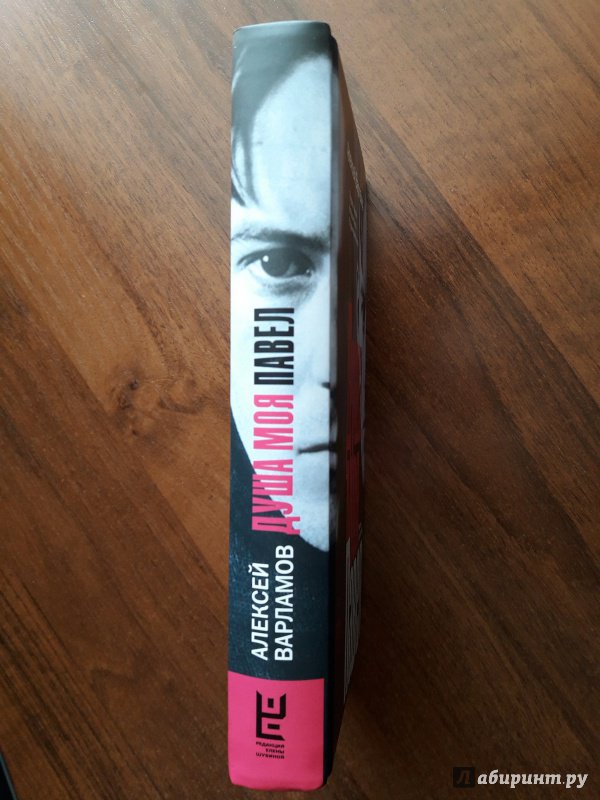 АЛЕКСЕЙ
ВАРЛАМОВ
ДУША МОЯ ПАВЕЛ
РЕДАКЦИЯ
ЕЛЕНЫ
ШУБИНОЙ
Лабиринт.ру